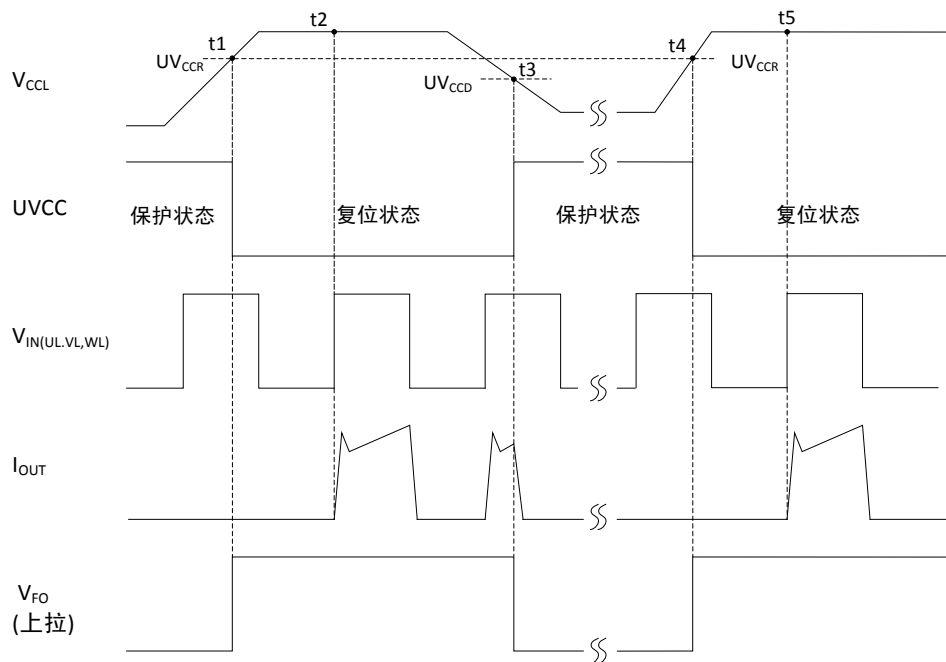 t1
t2
t5
UVCCR
t4
UVCCR
t3
UVCCD
VCCL
UVCC
保护状态
复位状态
保护状态
复位状态
VIN(UL.VL,WL)
IOUT
VFO
(上拉)